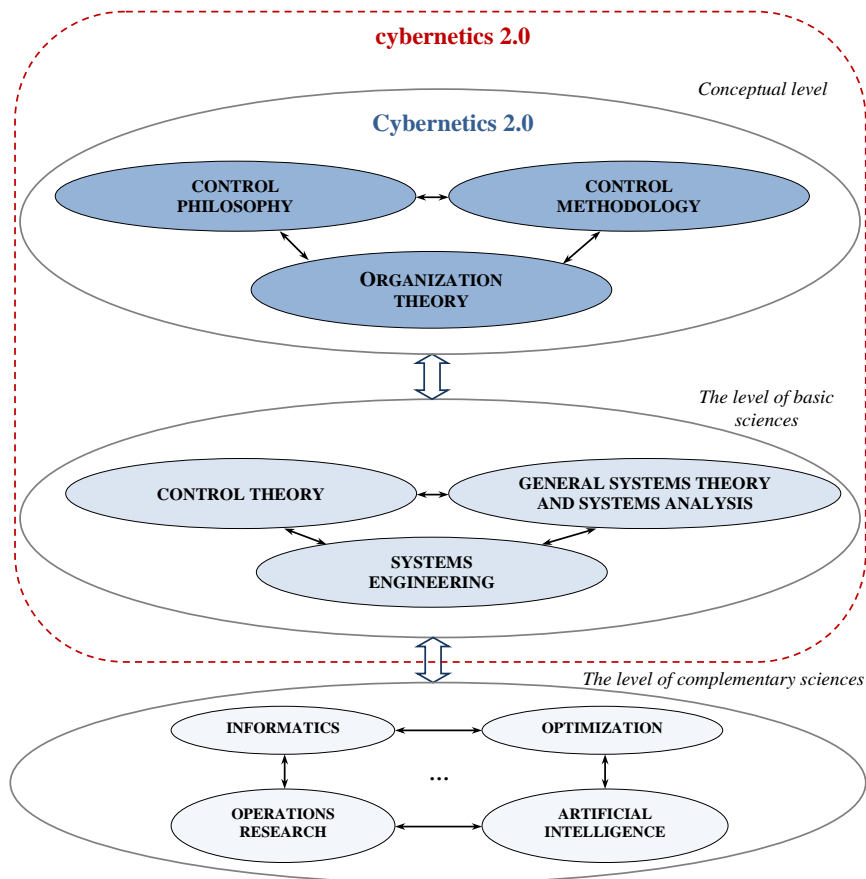 cybernetics 2.0
Conceptual level
Cybernetics 2.0
CONTROL
PHILOSOPHY
CONTROL
METHODOLOGY
ORGANIZATION
THEORY
The level of basic
sciences
CONTROL THEORY
GENERAL SYSTEMS THEORY
AND SYSTEMS ANALYSIS
SYSTEMS
ENGINEERING
The level of complementary sciences
INFORMATICS
OPTIMIZATION
...
OPERATIONS
RESEARCH
ARTIFICIAL
INTELLIGENCE